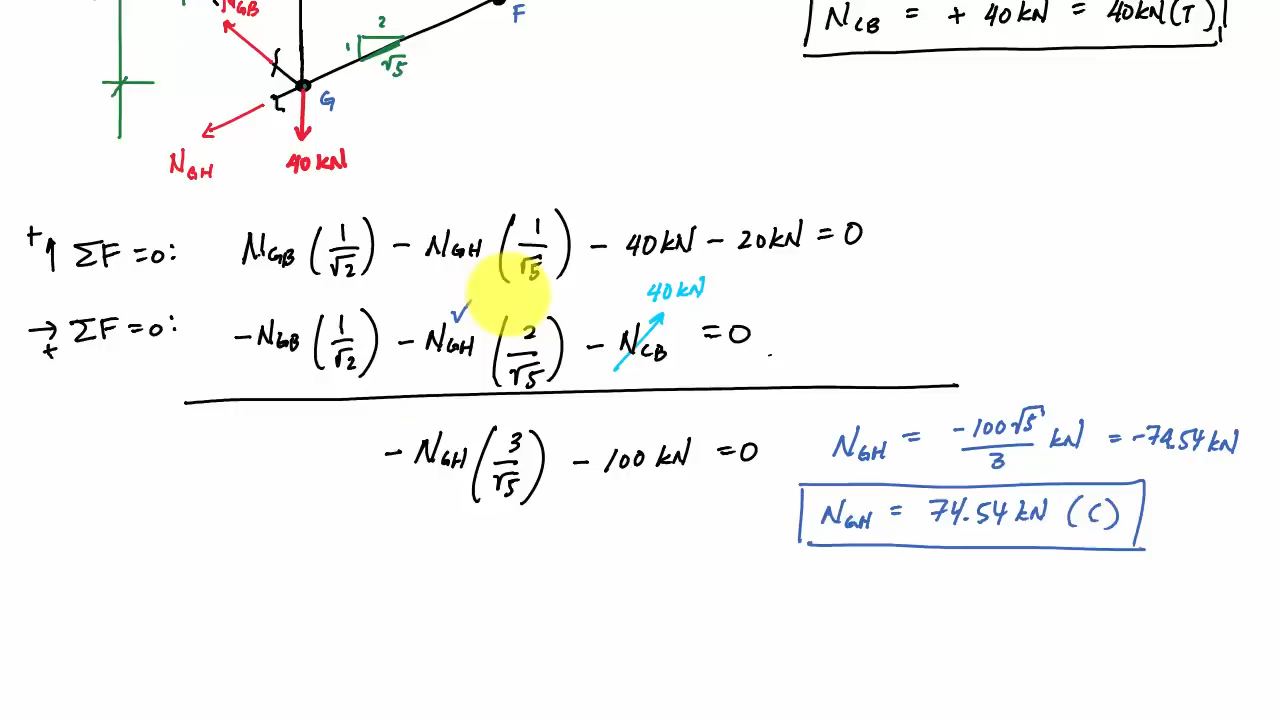 N_GB
2
F
1
√5
G
N_GH
40 kN
N_CB = + 40 kN = 40 kN (T)
+ ↑ ΣF = 0: N_GB (1/√2) − N_GH (1/√5) − 40 kN − 20 kN = 0
40 kN
→ + ΣF = 0: −N_GB (1/√2) − N_GH (2/√5) − N_CB = 0
− N_GH (3/√5) − 100 kN = 0
N_GH = −100√5/3 kN = −74.54 kN
N_GH = 74.54 kN (C)